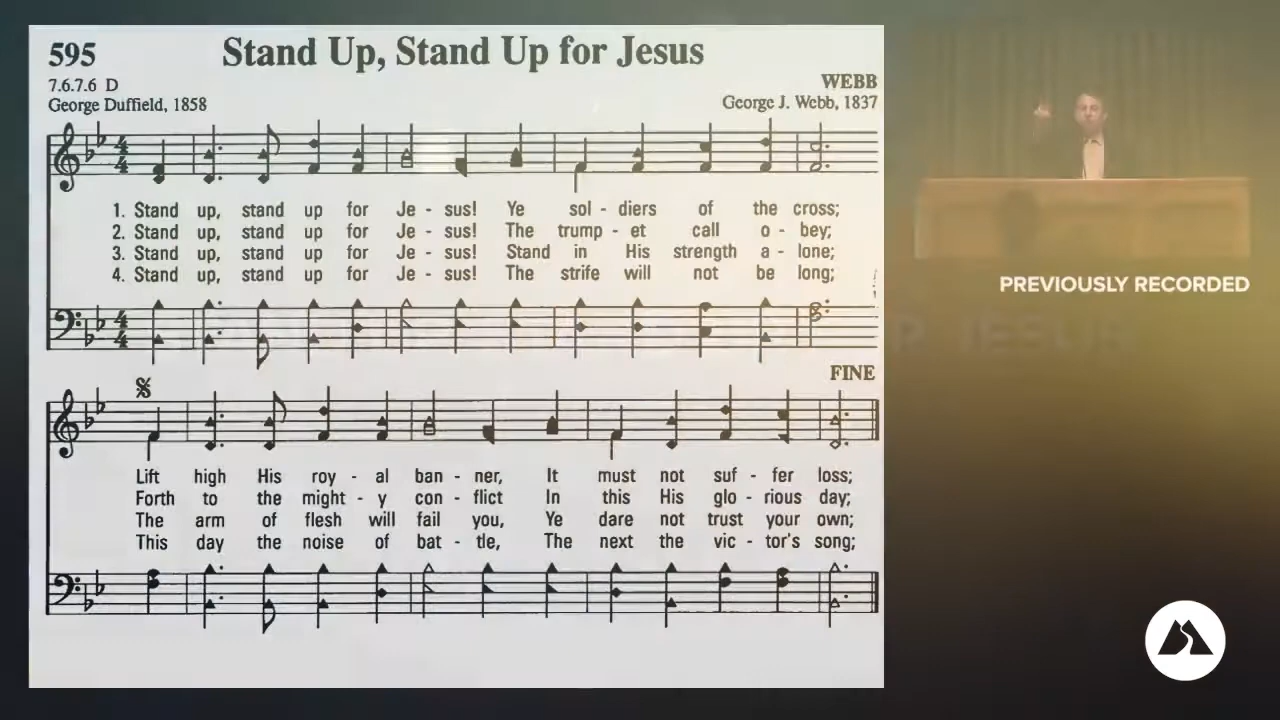 595
Stand Up, Stand Up for Jesus
7.6.7.6 D
WEBB
George Duffield, 1858
George J. Webb, 1837
4
4
1. Stand up, stand up for Je - sus! Ye sol - diers of the cross;
2. Stand up, stand up for Je - sus! The trump - et call o - bey;
3. Stand up, stand up for Je - sus! Stand in His strength a - lone;
4. Stand up, stand up for Je - sus! The strife will not be long;
4
4
FINE
Lift high His roy - al ban - ner, It must not suf - fer loss;
Forth to the might - y con - flict In this His glo - rious day;
The arm of flesh will fail you, Ye dare not trust your own;
This day the noise of bat - tle, The next the vic - tor's song;
PREVIOUSLY RECORDED